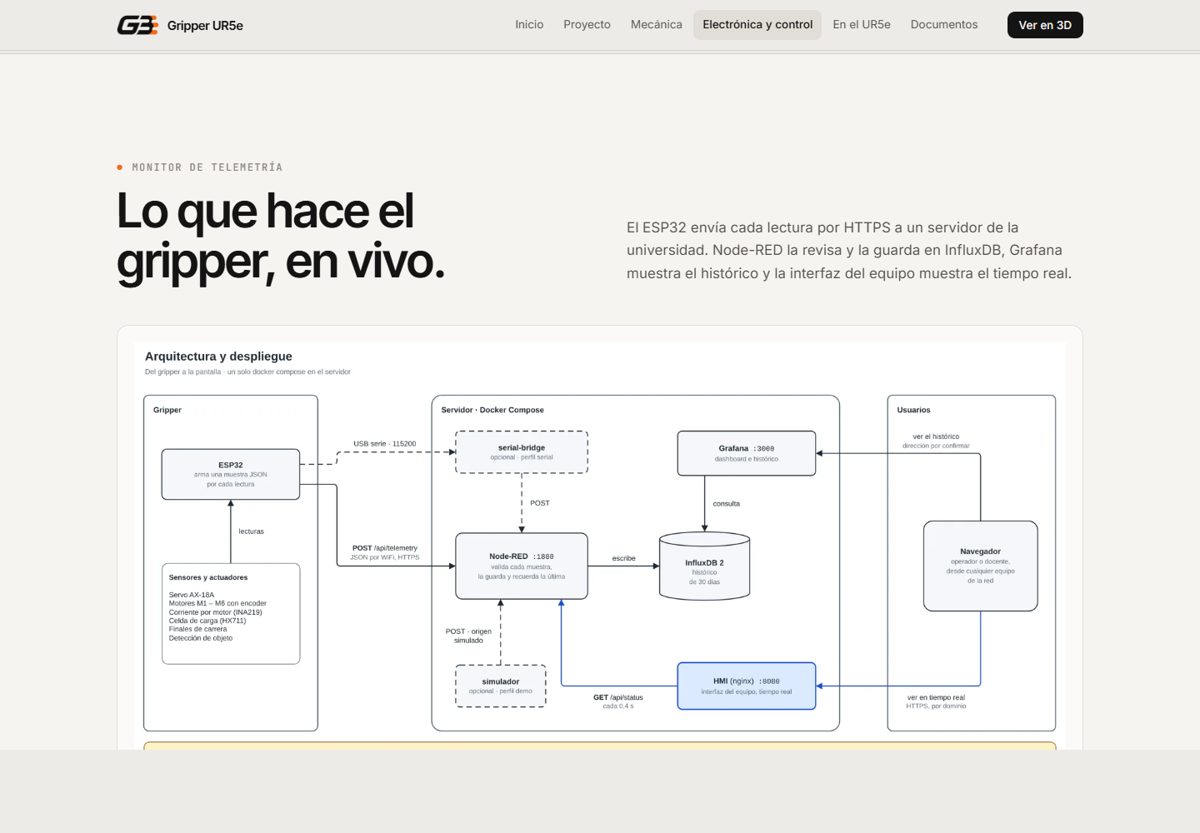 G3 Gripper UR5e
Inicio Proyecto Mecánica Electrónica y control En el UR5e Documentos Ver en 3D
MONITOR DE TELEMETRÍA
Lo que hace el
gripper, en vivo.
El ESP32 envía cada lectura por HTTPS a un servidor de la
universidad. Node-RED la revisa y la guarda en InfluxDB, Grafana
muestra el histórico y la interfaz del equipo muestra el tiempo real.
Arquitectura y despliegue
Del gripper a la pantalla · un solo docker compose en el servidor
Gripper
ESP32
arma una muestra JSON
por cada lectura
lecturas
Sensores y actuadores
Servo AX-18A
Motores M1 – M6 con encoder
Corriente por motor (INA219)
Celda de carga (HX711)
Finales de carrera
Detección de objeto
USB serie · 115200
POST /api/telemetry
JSON por WiFi, HTTPS
Servidor · Docker Compose
serial-bridge
opcional · perfil serial
POST
Node-RED :1880
valida cada muestra,
la guarda y recuerda la última
POST · origen
simulado
simulador
opcional · perfil demo
escribe
Grafana :3000
dashboard e histórico
consulta
InfluxDB 2
histórico
de 30 días
HMI (nginx) :8080
interfaz del equipo, tiempo real
GET /api/status
cada 0,4 s
Usuarios
ver el histórico
dirección por confirmar
Navegador
operador o docente,
desde cualquier equipo
de la red
ver en tiempo real
HTTPS, por dominio